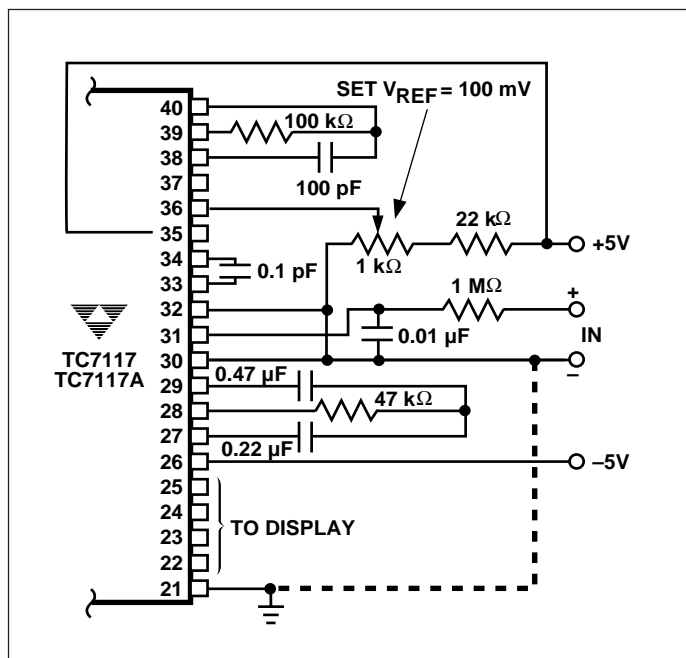 SET VREF = 100 mV
40
39
38
37
36
35
34
33
32
31
30
29
28
27
26
25
24
23
22
21
100 kΩ
100 pF
22 kΩ
1 kΩ
+5V
0.1 pF
1 MΩ
+
0.01 µF
IN
–
TC7117
TC7117A
0.47 µF
47 kΩ
0.22 µF
–5V
TO DISPLAY